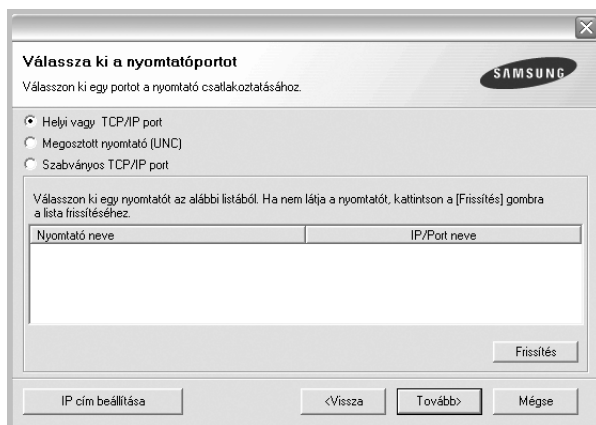 Válassza ki a nyomtatóportot
Válasszon ki egy portot a nyomtató csatlakoztatásához.
SAMSUNG
Helyi vagy TCP/IP port
Megosztott nyomtató (UNC)
Szabványos TCP/IP port
Válasszon ki egy nyomtatót az alábbi listából. Ha nem látja a nyomtatót, kattintson a [Frissítés] gombra
a lista frissítéséhez.
Nyomtató neve IP/Port neve
Frissítés
IP cím beállítása <Vissza Tovább> Mégse